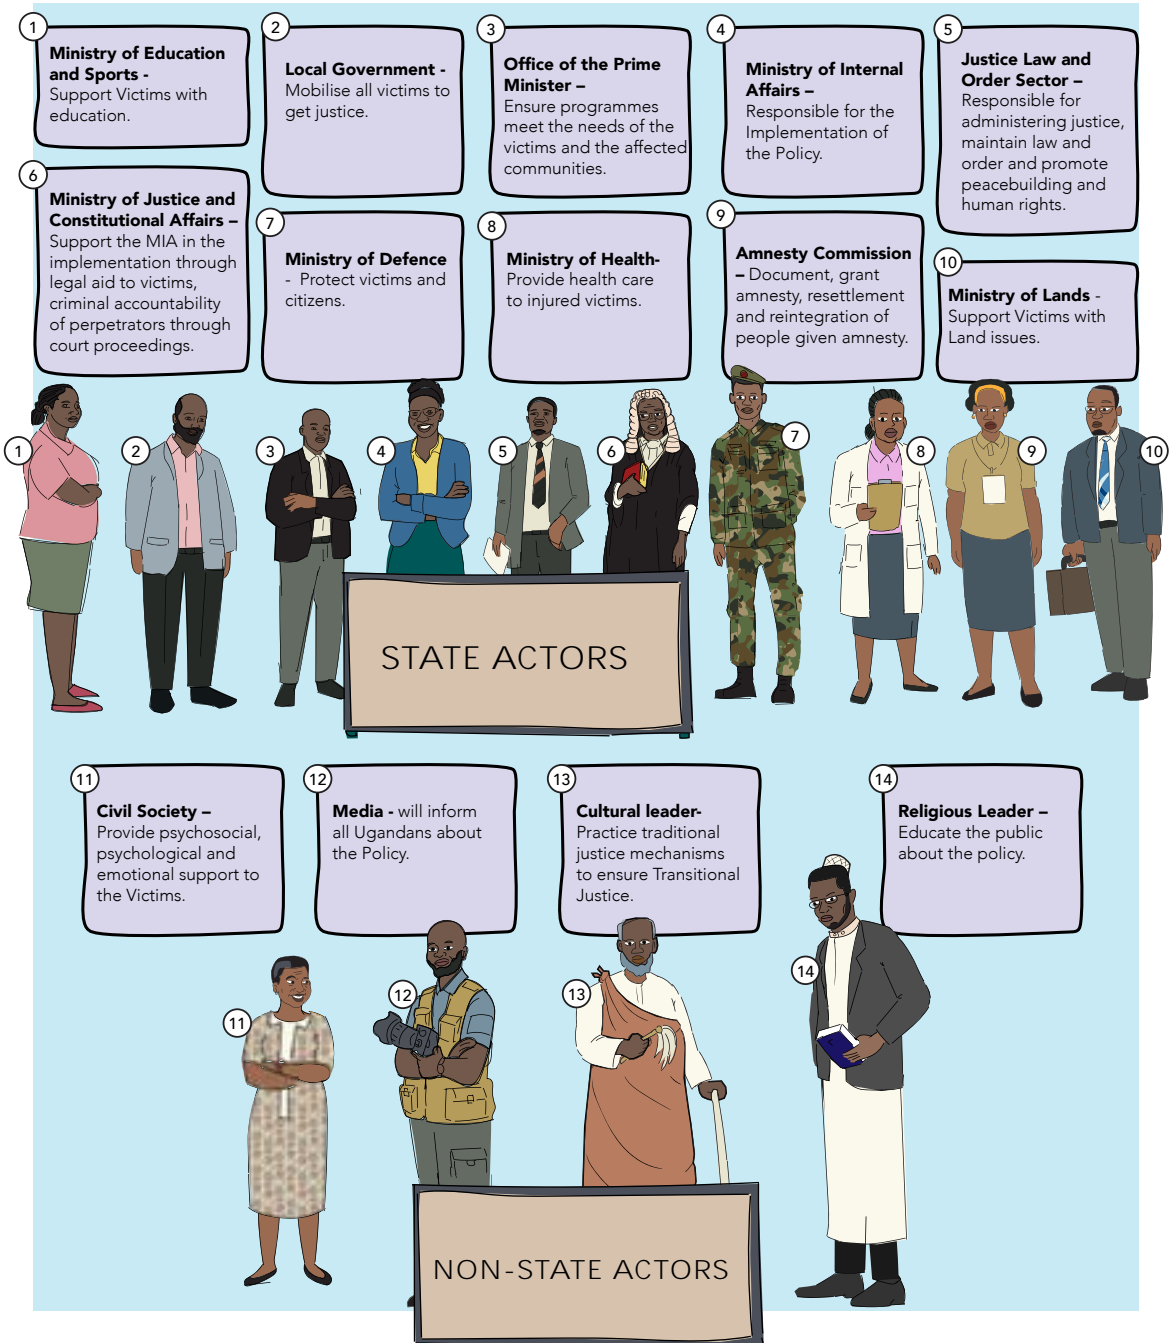 1
Ministry of Education
and Sports -
Support Victims with
education.
2
Local Government -
Mobilise all victims to
get justice.
3
Office of the Prime
Minister –
Ensure programmes
meet the needs of the
victims and the affected
communities.
4
Ministry of Internal
Affairs –
Responsible for the
Implementation of
the Policy.
5
Justice Law and
Order Sector –
Responsible for
administering justice,
maintain law and
order and promote
peacebuilding and
human rights.
6
Ministry of Justice and
Constitutional Affairs –
Support the MIA in the
implementation through
legal aid to victims,
criminal accountability
of perpetrators through
court proceedings.
7
Ministry of Defence
- Protect victims and
citizens.
8
Ministry of Health-
Provide health care
to injured victims.
9
Amnesty Commission
– Document, grant
amnesty, resettlement
and reintegration of
people given amnesty.
10
Ministry of Lands -
Support Victims with
Land issues.
1
2
3
4
5
6
7
8
9
10
STATE ACTORS
11
Civil Society –
Provide psychosocial,
psychological and
emotional support to
the Victims.
12
Media - will inform
all Ugandans about
the Policy.
13
Cultural leader-
Practice traditional
justice mechanisms
to ensure Transitional
Justice.
14
Religious Leader –
Educate the public
about the policy.
11
12
13
14
NON-STATE ACTORS